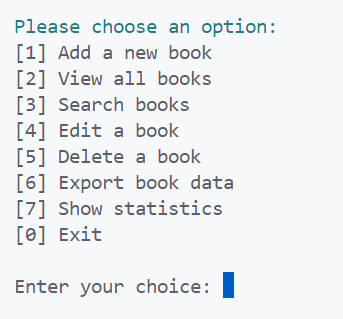 Please choose an option:
[1] Add a new book
[2] View all books
[3] Search books
[4] Edit a book
[5] Delete a book
[6] Export book data
[7] Show statistics
[0] Exit
Enter your choice: